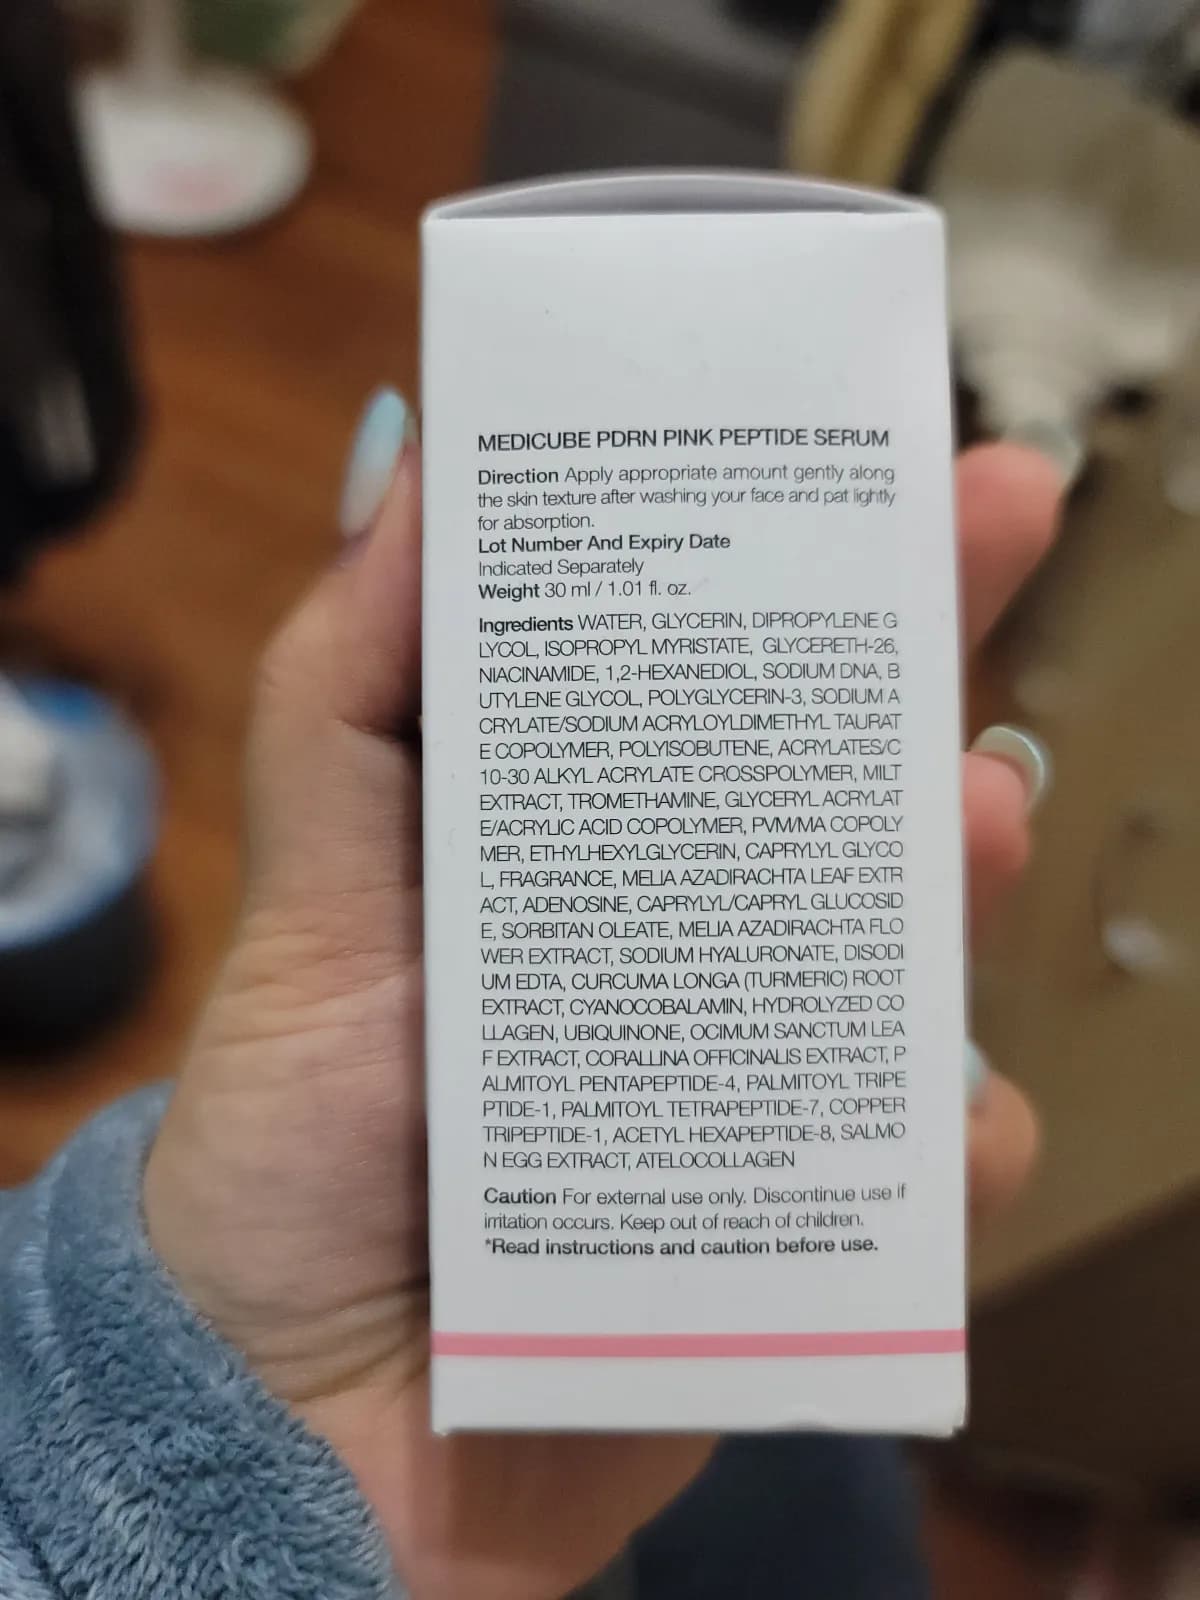 MEDICUBE PDRN PINK PEPTIDE SERUM
Direction Apply appropriate amount gently along
the skin texture after washing your face and pat lightly
for absorption.
Lot Number And Expiry Date
Indicated Separately
Weight 30 ml / 1.01 fl. oz.
Ingredients WATER, GLYCERIN, DIPROPYLENE G
LYCOL, ISOPROPYL MYRISTATE, GLYCERETH-26,
NIACINAMIDE, 1,2-HEXANEDIOL, SODIUM DNA, B
UTYLENE GLYCOL, POLYGLYCERIN-3, SODIUM A
CRYLATE/SODIUM ACRYLOYLDIMETHYL TAURAT
E COPOLYMER, POLYISOBUTENE, ACRYLATES/C
10-30 ALKYL ACRYLATE CROSSPOLYMER, MILT
EXTRACT, TROMETHAMINE, GLYCERYL ACRYLAT
E/ACRYLIC ACID COPOLYMER, PVM/MA COPOLY
MER, ETHYLHEXYLGLYCERIN, CAPRYLYL GLYCO
L, FRAGRANCE, MELIA AZADIRACHTA LEAF EXTR
ACT, ADENOSINE, CAPRYLYL/CAPRYL GLUCOSID
E, SORBITAN OLEATE, MELIA AZADIRACHTA FLO
WER EXTRACT, SODIUM HYALURONATE, DISODI
UM EDTA, CURCUMA LONGA (TURMERIC) ROOT
EXTRACT, CYANOCOBALAMIN, HYDROLYZED CO
LLAGEN, UBIQUINONE, OCIMUM SANCTUM LEA
F EXTRACT, CORALLINA OFFICINALIS EXTRACT, P
ALMITOYL PENTAPEPTIDE-4, PALMITOYL TRIPE
PTIDE-1, PALMITOYL TETRAPEPTIDE-7, COPPER
TRIPEPTIDE-1, ACETYL HEXAPEPTIDE-8, SALMO
N EGG EXTRACT, ATELOCOLLAGEN
Caution For external use only. Discontinue use if
irritation occurs. Keep out of reach of children.
*Read instructions and caution before use.